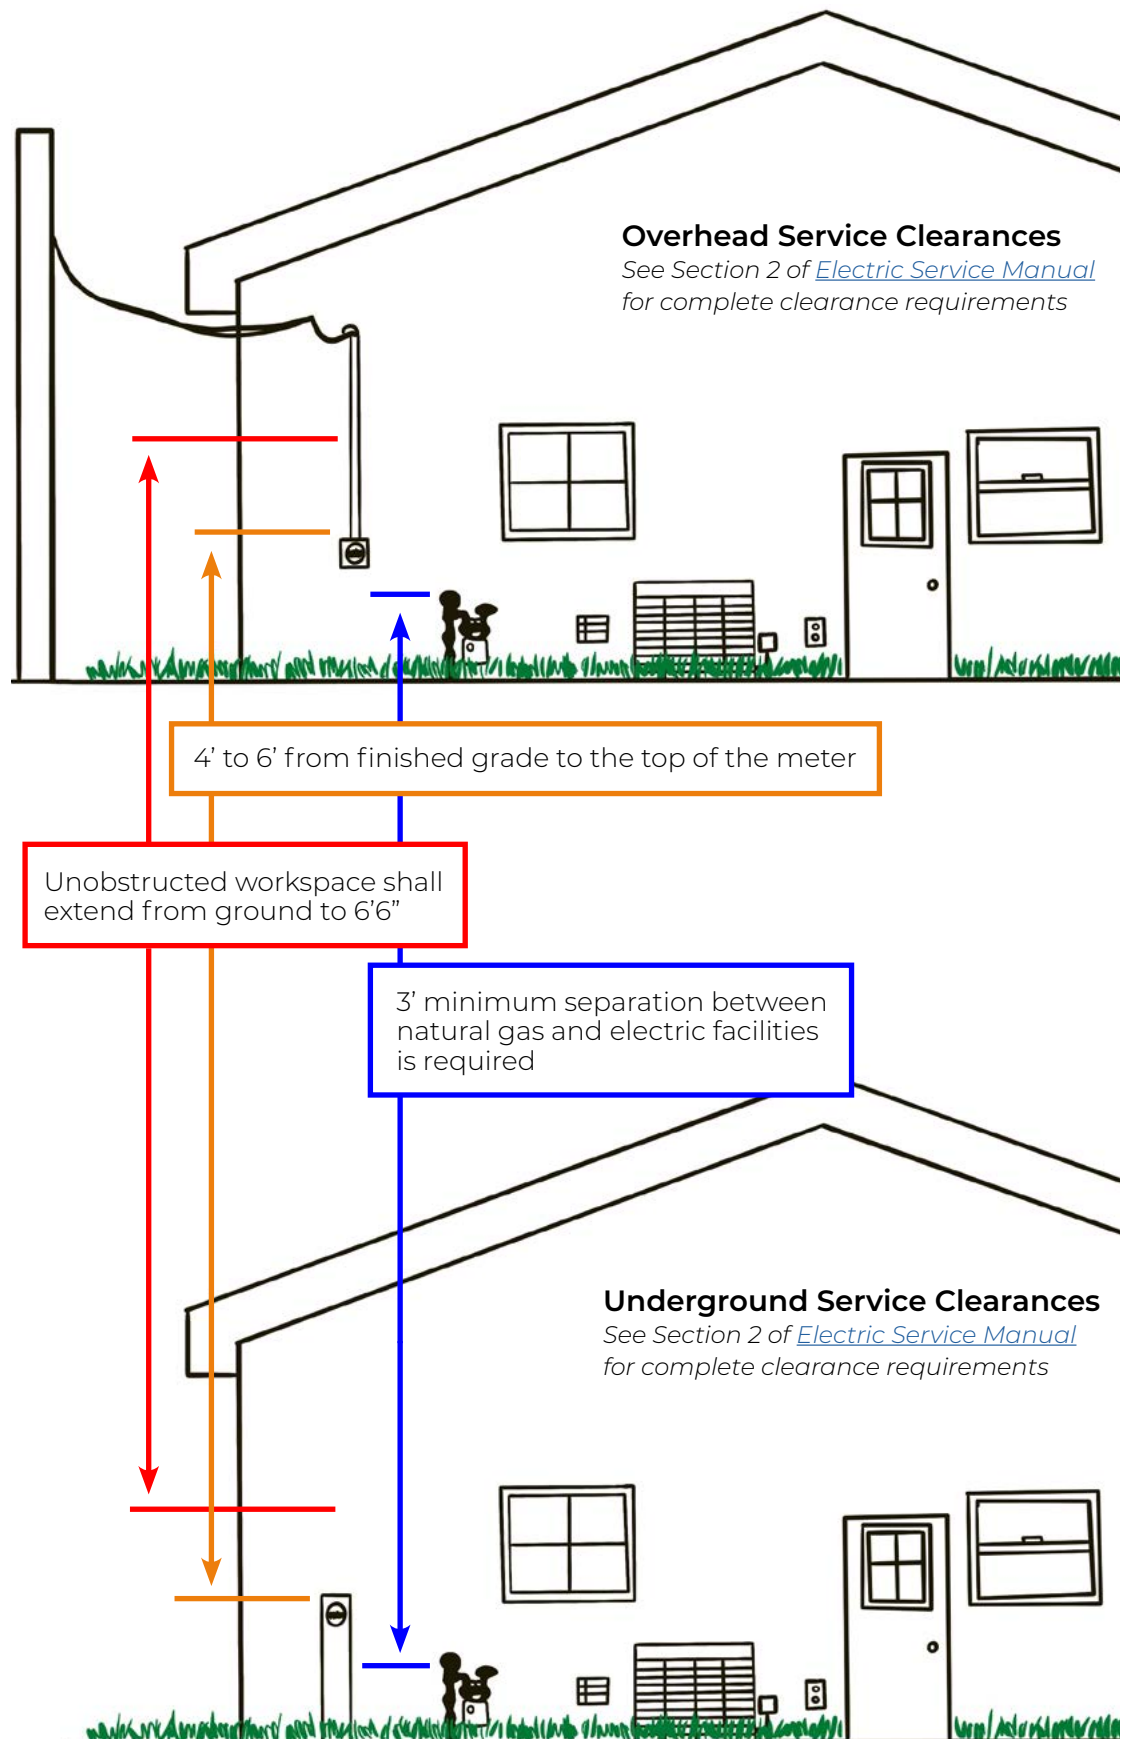 Overhead Service Clearances
See Section 2 of Electric Service Manual
for complete clearance requirements
4’ to 6’ from finished grade to the top of the meter
Unobstructed workspace shall
extend from ground to 6’6”
3’ minimum separation between
natural gas and electric facilities
is required
Underground Service Clearances
See Section 2 of Electric Service Manual
for complete clearance requirements